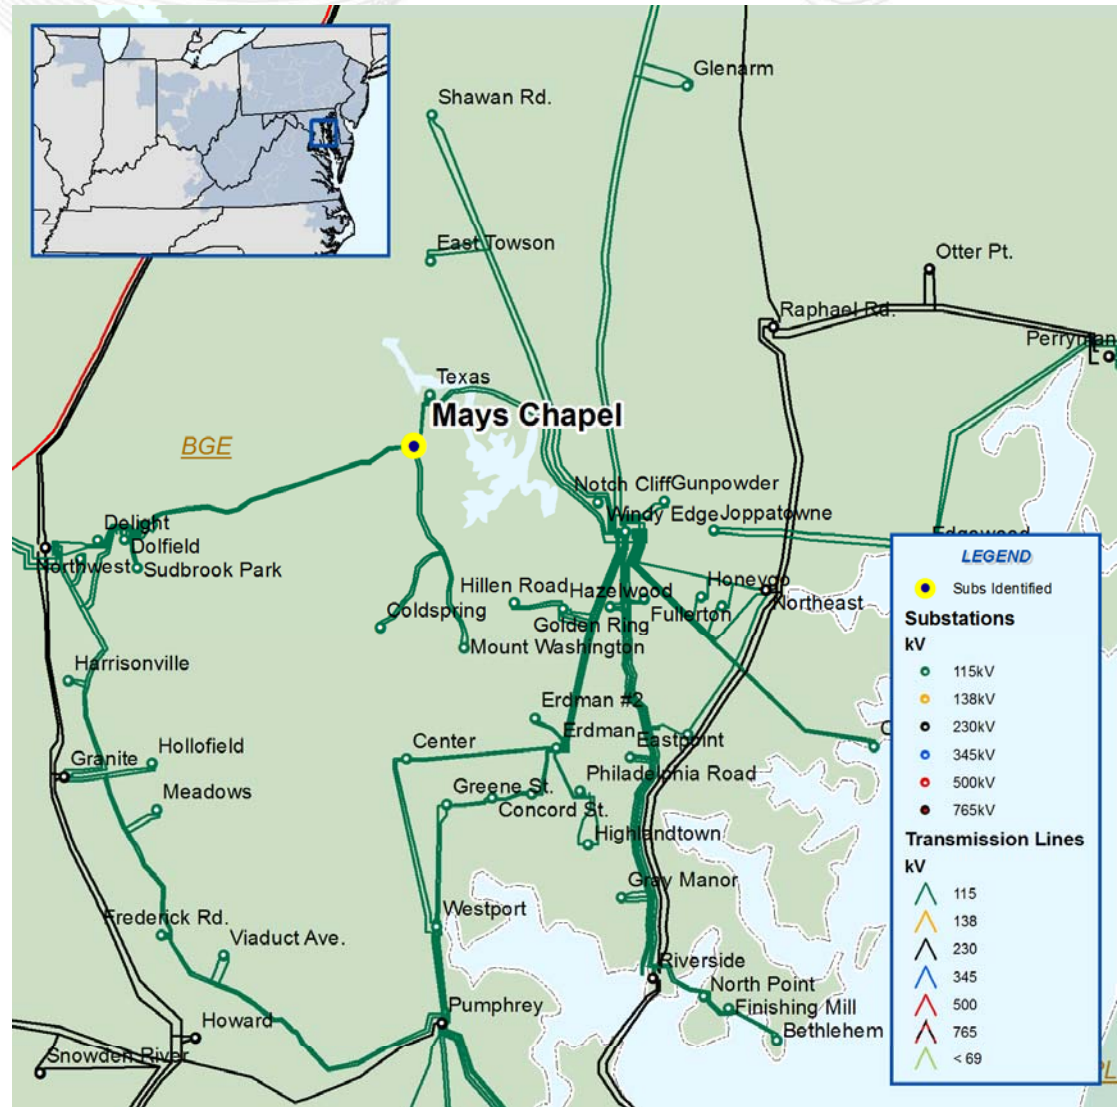 Glenarm
Shawan Rd.
East Towson
Otter Pt.
Raphael Rd.
Perryman
Texas
Mays Chapel
BGE
Notch Cliff
Gunpowder
Windy Edge
Joppatowne
Edgewood
Delight
Dolfield
Northwest
Sudbrook Park
Hillen Road
Hazelwood
Honeygo
Northeast
Coldspring
Golden Ring
Fullerton
Mount Washington
Harrisonville
Erdman #2
Erdman
Center
Eastpoint
Hollofield
Granite
Philadelphia Road
Meadows
Greene St.
Concord St.
Highlandtown
Gray Manor
Westport
Frederick Rd.
Viaduct Ave.
Riverside
North Point
Finishing Mill
Bethlehem
Pumphrey
Howard
Snowden River
C
PL
LEGEND
Subs Identified
Substations
kV
115kV
138kV
230kV
345kV
500kV
765kV
Transmission Lines
kV
115
138
230
345
500
765
< 69